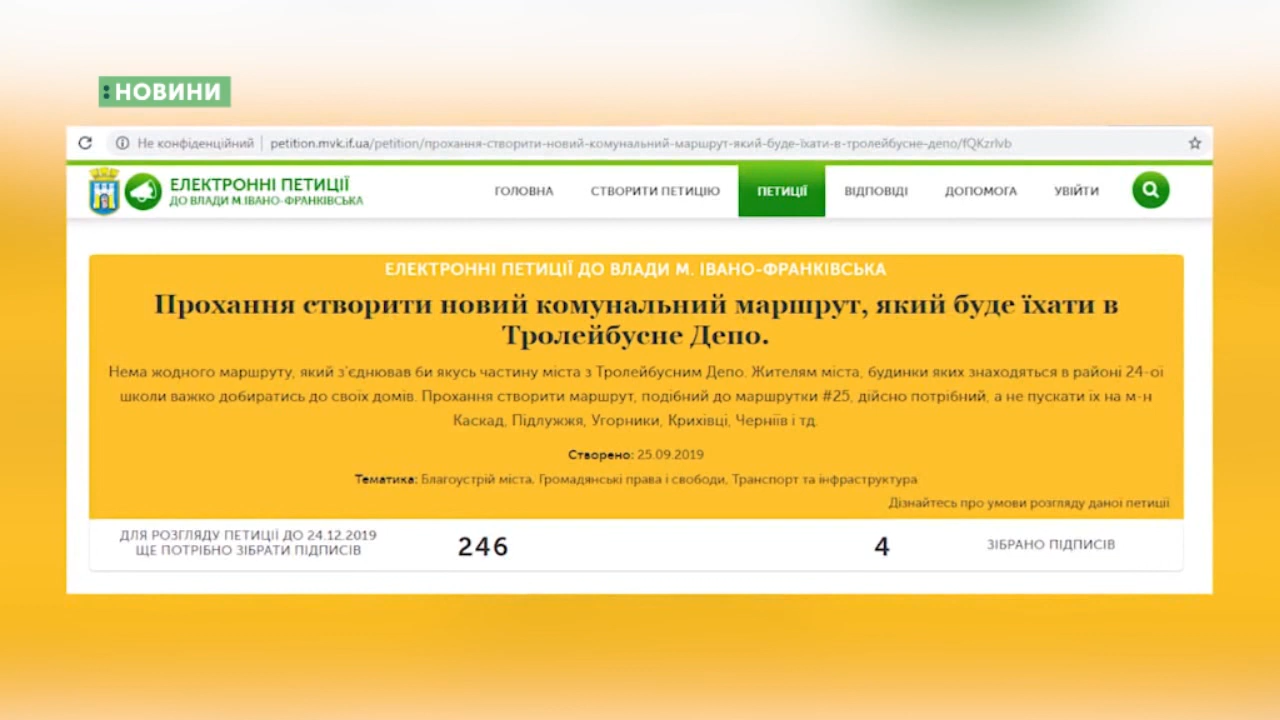 :НОВИНИ
Не конфіденційний | petition.mvk.if.ua/petition/прохання-створити-новий-комунальний-маршрут-який-буде-їхати-в-тролейбусне-депо/fQKzrlvb
ЕЛЕКТРОННІ ПЕТИЦІЇ
ДО ВЛАДИ М.ІВАНО-ФРАНКІВСЬКА
ГОЛОВНА СТВОРИТИ ПЕТИЦІЮ ПЕТИЦІЇ ВІДПОВІДІ ДОПОМОГА УВІЙТИ
ЕЛЕКТРОННІ ПЕТИЦІЇ ДО ВЛАДИ М. ІВАНО-ФРАНКІВСЬКА
Прохання створити новий комунальний маршрут, який буде їхати в
Тролейбусне Депо.
Нема жодного маршруту, який з'єднював би якусь частину міста з Тролейбусним Депо. Жителям міста, будинки яких знаходяться в районі 24-ої
школи важко добиратись до своїх домів. Прохання створити маршрут, подібний до маршрутки #25, дійсно потрібний, а не пускати їх на м-н
Каскад, Підлужжя, Угорники, Крихівці, Черніїв і тд.
Створено: 25.09.2019
Тематика: Благоустрій міста, Громадянські права і свободи, Транспорт та інфраструктура
Дізнайтесь про умови розгляду даної петиції
ДЛЯ РОЗГЛЯДУ ПЕТИЦІЇ ДО 24.12.2019
ЩЕ ПОТРІБНО ЗІБРАТИ ПІДПИСІВ
246
4
ЗІБРАНО ПІДПИСІВ